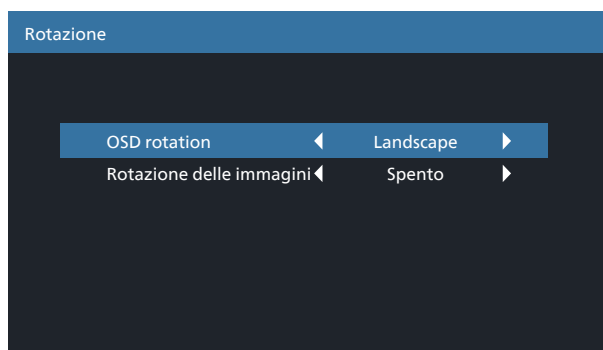 Rotazione
OSD rotation Landscape
Rotazione delle immagini Spento